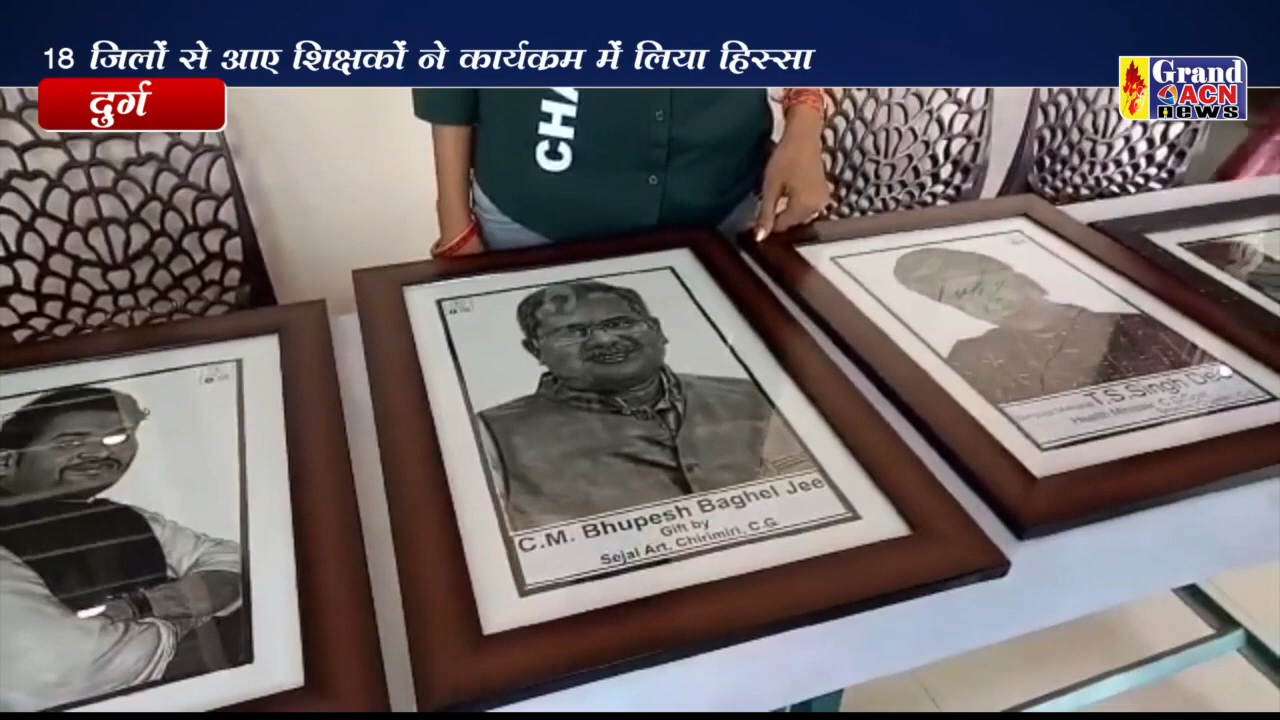 18 जिलों से आए शिक्षकों ने कार्यक्रम में लिया हिस्सा
दुर्ग
Grand
ACN
news
CHA
C.M. Bhupesh Baghel Jee
Gift by
Sejal Art, Chirimiri, C.G.
T.S.Singh Deo
Health Minister